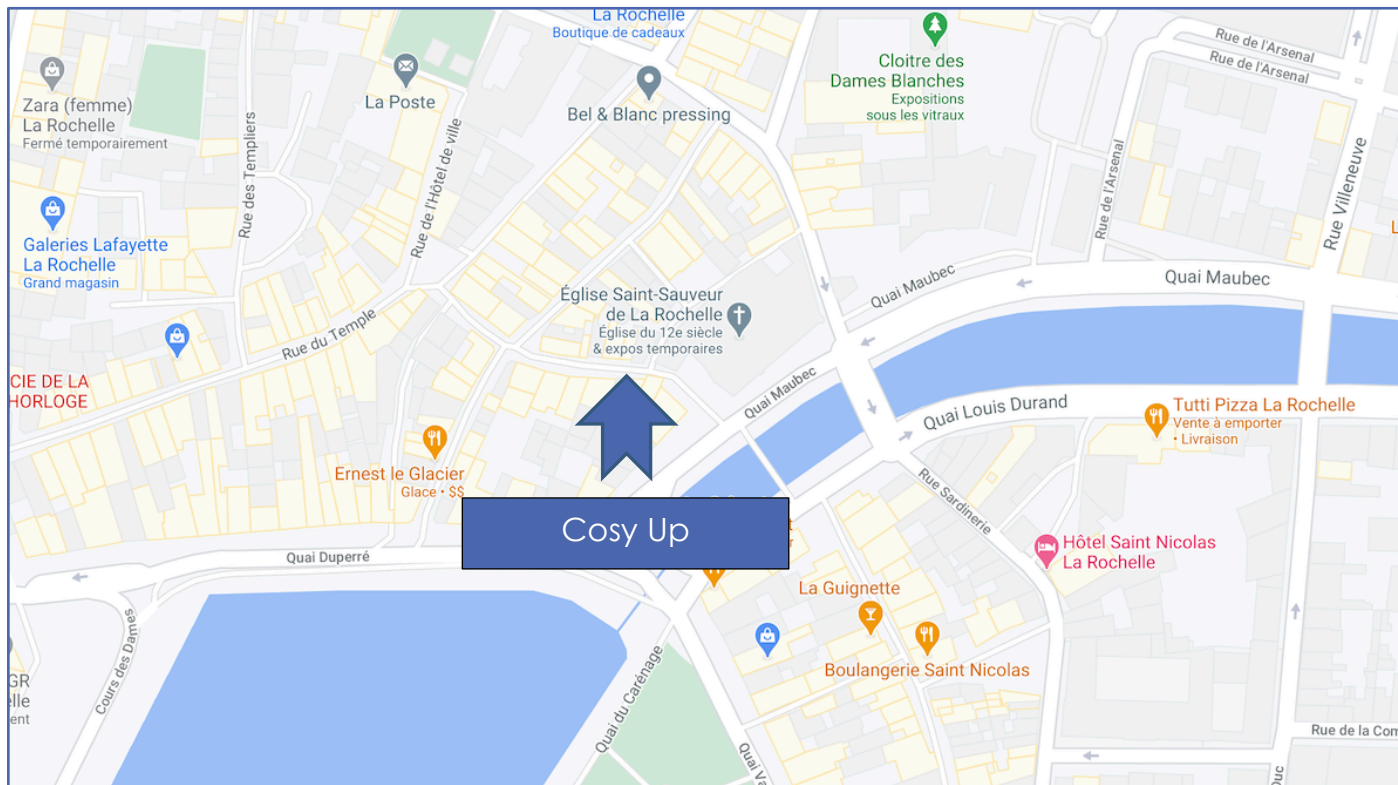 La Rochelle
Boutique de cadeaux
Cloitre des
Dames Blanches
Expositions
sous les vitraux
Rue de l'Arsenal
Rue de l'Arsenal
Rue de l'Arsenal
Rue Villeneuve
Zara (femme)
La Rochelle
Fermé temporairement
La Poste
Bel & Blanc pressing
Rue des Templiers
Rue de l'Hôtel de ville
Galeries Lafayette
La Rochelle
Grand magasin
Rue du Temple
Église Saint-Sauveur
de La Rochelle
Église du 12e siècle
& expos temporaires
Quai Maubec
Quai Maubec
Quai Maubec
CIE DE LA
HORLOGE
Quai Louis Durand
Tutti Pizza La Rochelle
Vente à emporter
• Livraison
Ernest le Glacier
Glace • $$
Rue Sardinerie
Cosy Up
Quai Duperré
Hôtel Saint Nicolas
La Rochelle
La Guignette
Boulangerie Saint Nicolas
Cours des Dames
Quai du Carénage
GR
elle
ent
Quai Va
Rue de la Com
uc